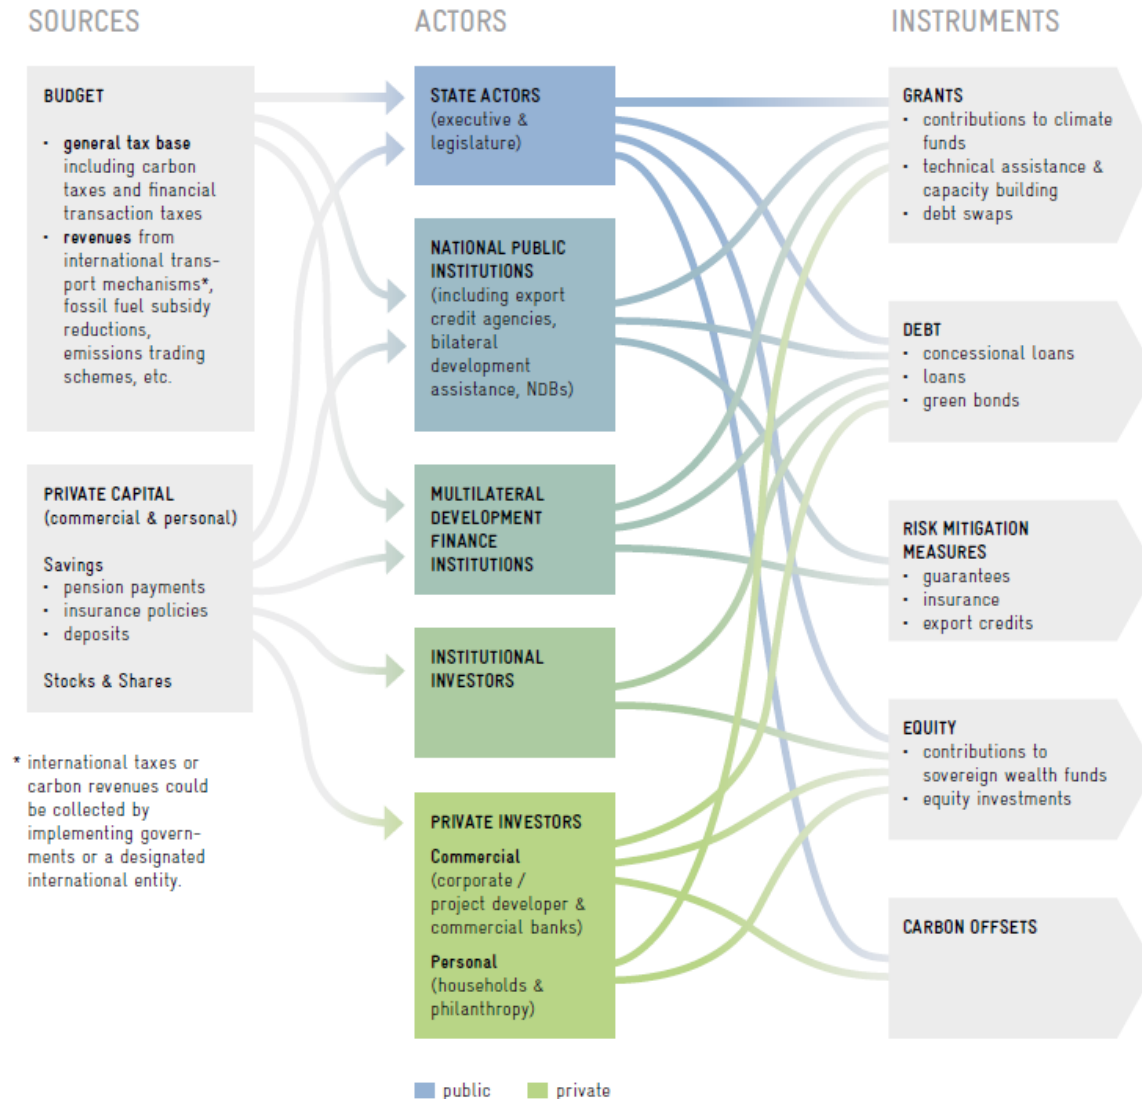 SOURCES
ACTORS
INSTRUMENTS
BUDGET
· general tax base
including carbon
taxes and financial
transaction taxes
· revenues from
international trans-
port mechanisms*,
fossil fuel subsidy
reductions,
emissions trading
schemes, etc.
PRIVATE CAPITAL
(commercial & personal)
Savings
· pension payments
· insurance policies
· deposits
Stocks & Shares
* international taxes or
carbon revenues could
be collected by
implementing govern-
ments or a designated
international entity.
STATE ACTORS
(executive &
legislature)
NATIONAL PUBLIC
INSTITUTIONS
(including export
credit agencies,
bilateral
development
assistance, NDBs)
MULTILATERAL
DEVELOPMENT
FINANCE
INSTITUTIONS
INSTITUTIONAL
INVESTORS
PRIVATE INVESTORS
Commercial
(corporate /
project developer &
commercial banks)
Personal
(households &
philanthropy)
GRANTS
· contributions to climate
funds
· technical assistance &
capacity building
· debt swaps
DEBT
· concessional loans
· loans
· green bonds
RISK MITIGATION
MEASURES
· guarantees
· insurance
· export credits
EQUITY
· contributions to
sovereign wealth funds
· equity investments
CARBON OFFSETS
public
private